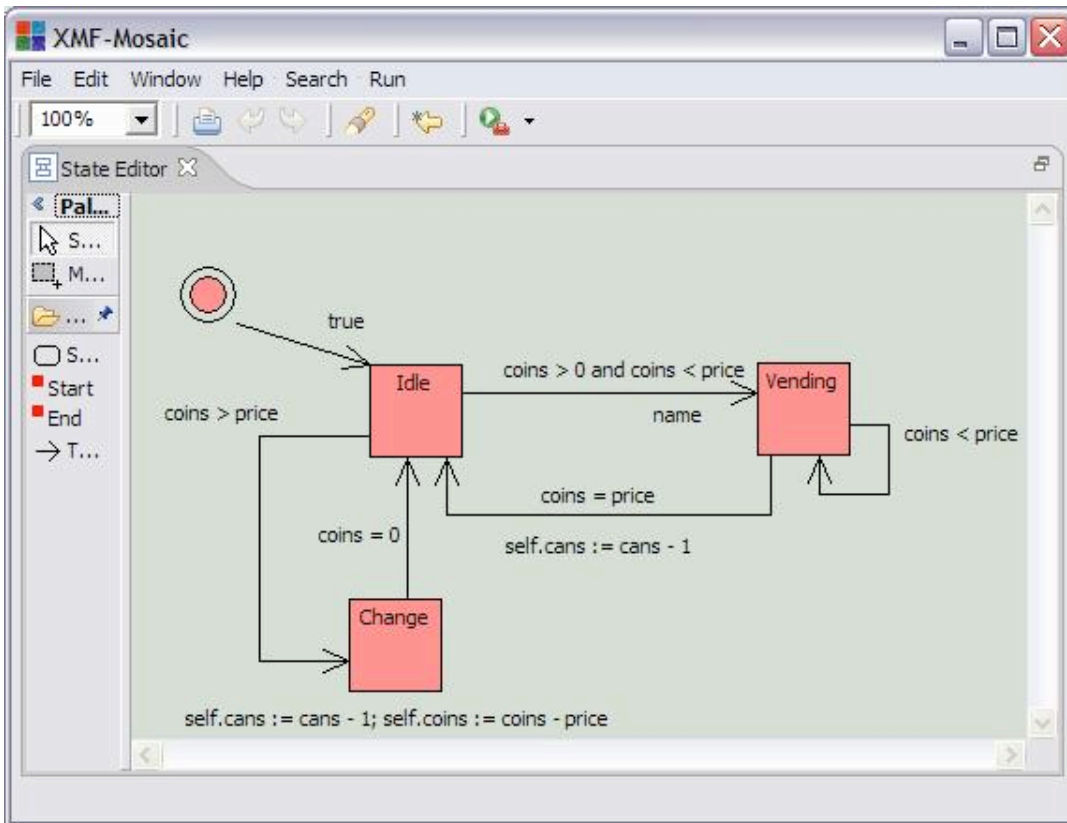 XMF-Mosaic
File Edit Window Help Search Run
100%
State Editor
Pal...
S...
M...
...
S...
Start
End
T...
true
Idle
coins > 0 and coins < price
Vending
name
coins > price
coins < price
coins = price
coins = 0
self.cans := cans - 1
Change
self.cans := cans - 1; self.coins := coins - price